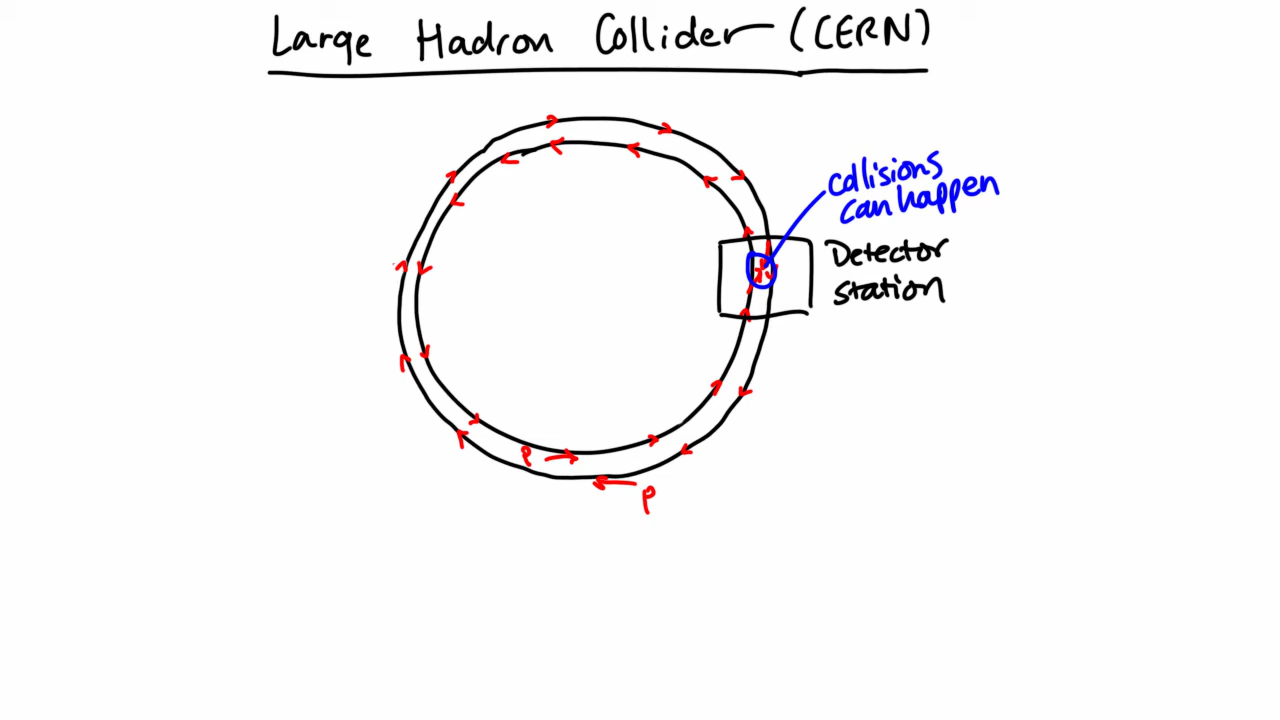 Large Hadron Collider (CERN)
collisions
can happen
Detector
station
P
p